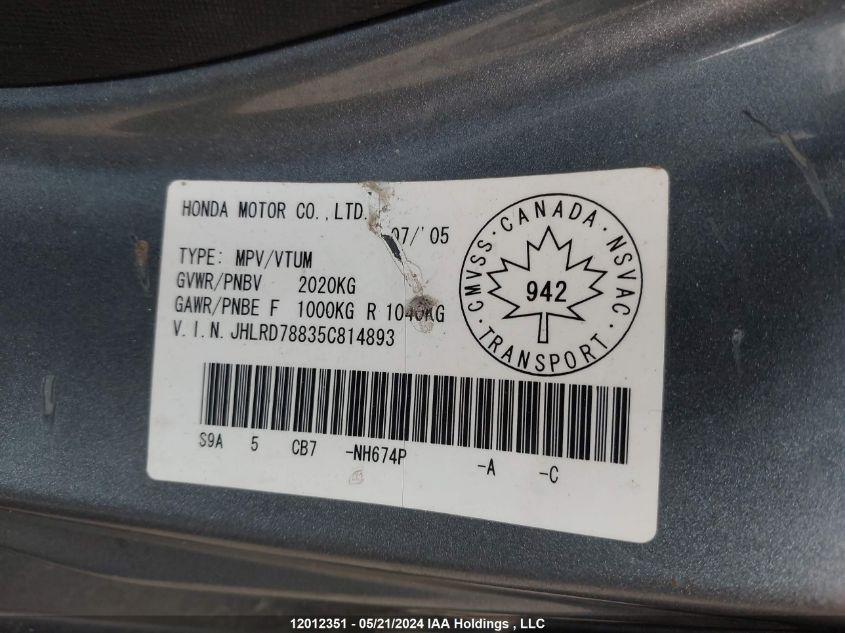 HONDA MOTOR CO.,LTD.
07/'05
TYPE: MPV/VTUM
GVWR/PNBV 2020KG
GAWR/PNBE F 1000KG R 1040KG
V.I.N. JHLRD78835C814893
S9A 5 CB7 -NH674P -A -C
CMVSS · CANADA · NSVAC · TRANSPORT ·
942
12012351 - 05/21/2024 IAA Holdings , LLC